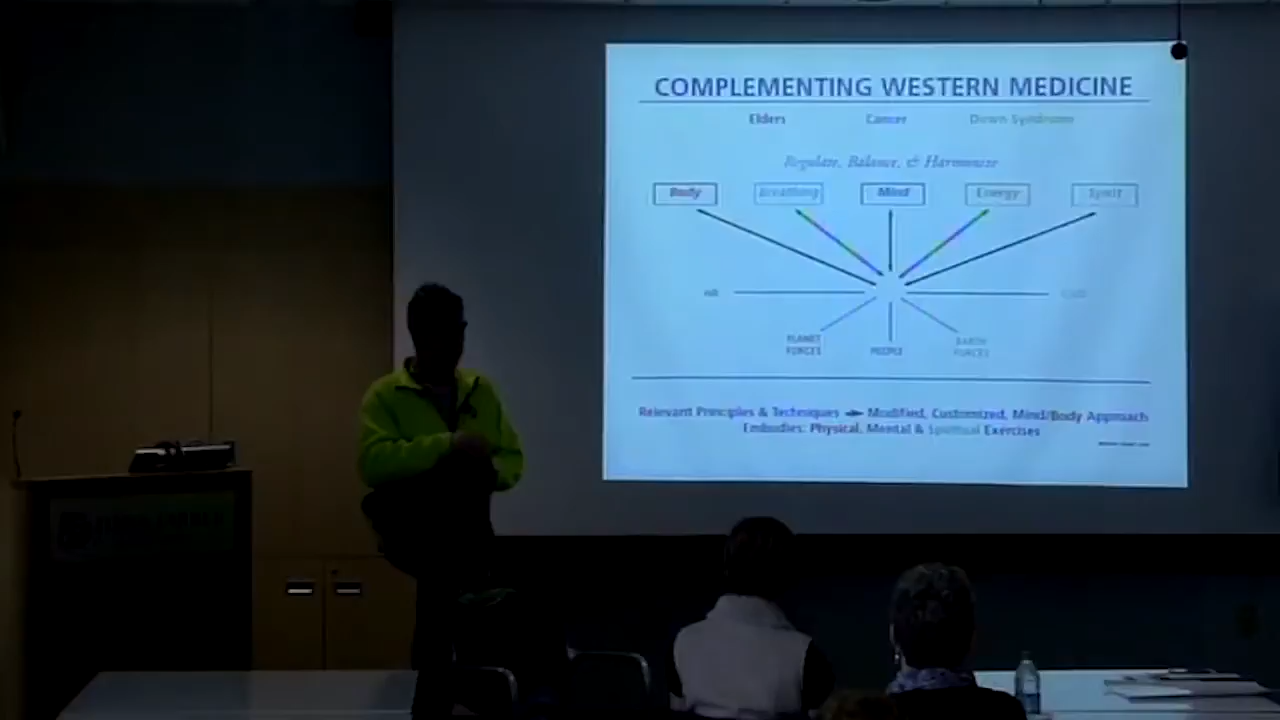 COMPLEMENTING WESTERN MEDICINE
Elders Cancer Down Syndrome
Regulate, Balance, & Harmonize
Body Breathing Mind Energy Spirit
PLANET FORCES
PEOPLE
EARTH FORCES
Relevant Principles & Techniques → Modified, Customized, Mind/Body Approach
Embodies: Physical, Mental & Spiritual Exercises